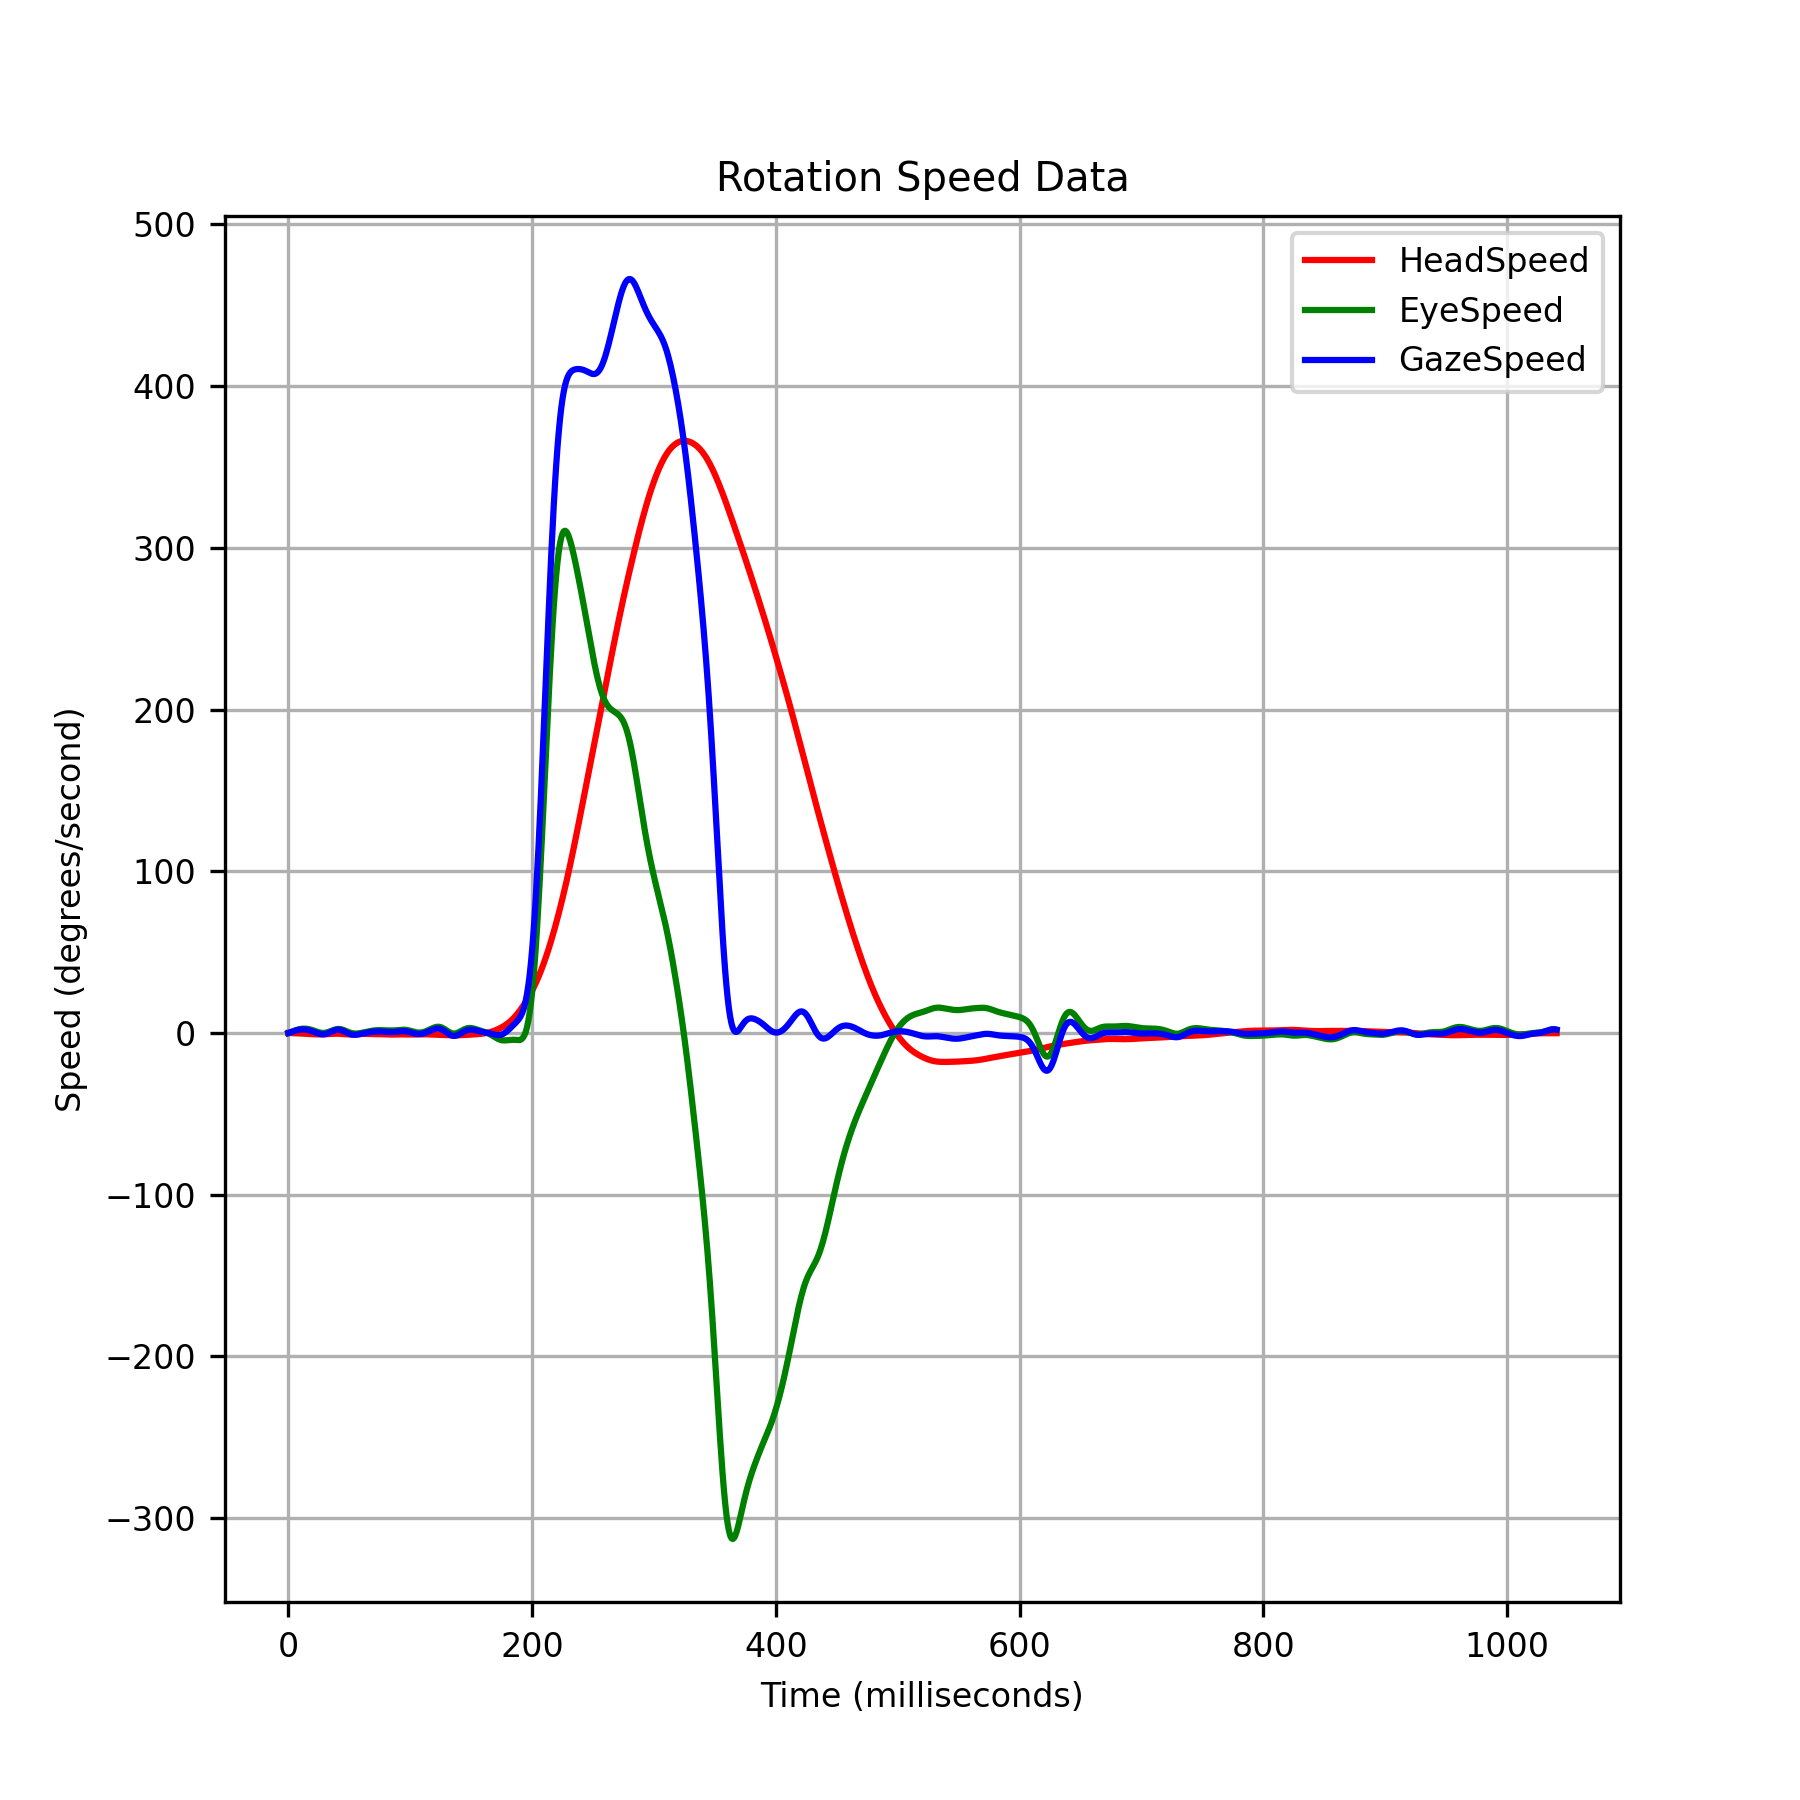 Rotation Speed Data
500
400
300
200
100
0
−100
−200
−300
Speed (degrees/second)
HeadSpeed
EyeSpeed
GazeSpeed
0 200 400 600 800 1000
Time (milliseconds)